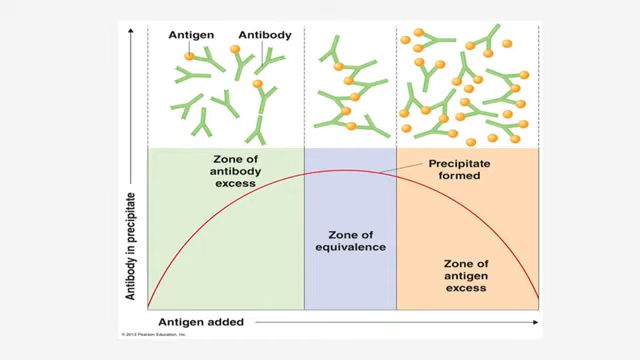 Antigen
Antibody
Zone of
antibody
excess
Precipitate
formed
Zone of
equivalence
Zone of
antigen
excess
Antibody in precipitate
Antigen added
© 2013 Pearson Education, Inc.